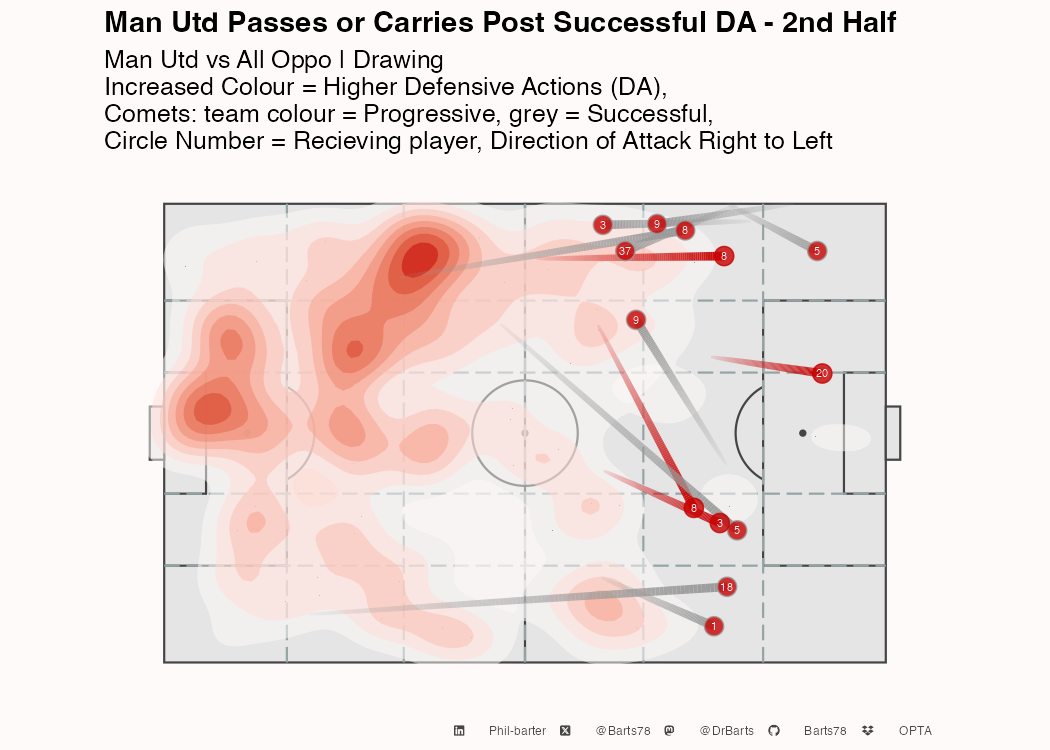 Man Utd Passes or Carries Post Successful DA - 2nd Half
Man Utd vs All Oppo | Drawing
Increased Colour = Higher Defensive Actions (DA),
Comets: team colour = Progressive, grey = Successful,
Circle Number = Recieving player, Direction of Attack Right to Left
3
9
8
37
8
5
9
20
8
3
5
18
1
Phil-barter @Barts78 @DrBarts Barts78 OPTA